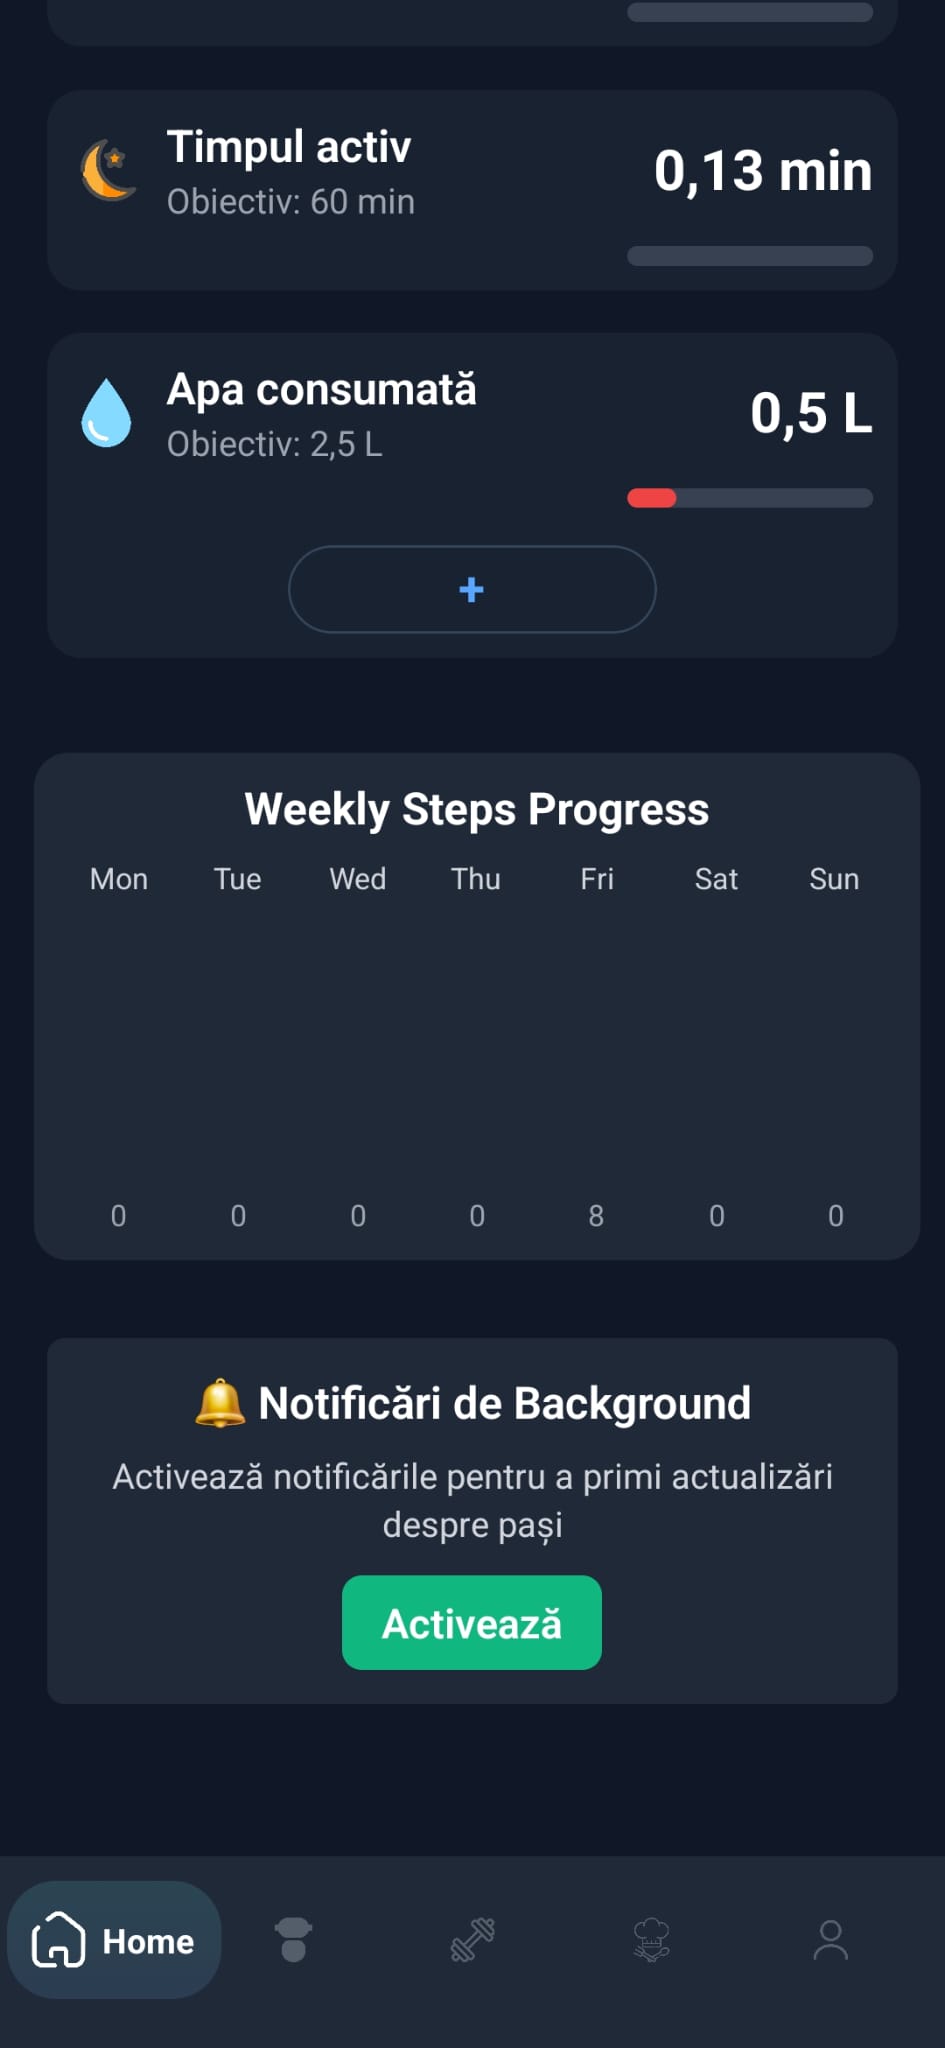 Timpul activ
Obiectiv: 60 min
0,13 min
Apa consumată
Obiectiv: 2,5 L
0,5 L
+
Weekly Steps Progress
Mon Tue Wed Thu Fri Sat Sun
0 0 0 0 8 0 0
🔔 Notificări de Background
Activează notificările pentru a primi actualizări
despre pași
Activează
Home